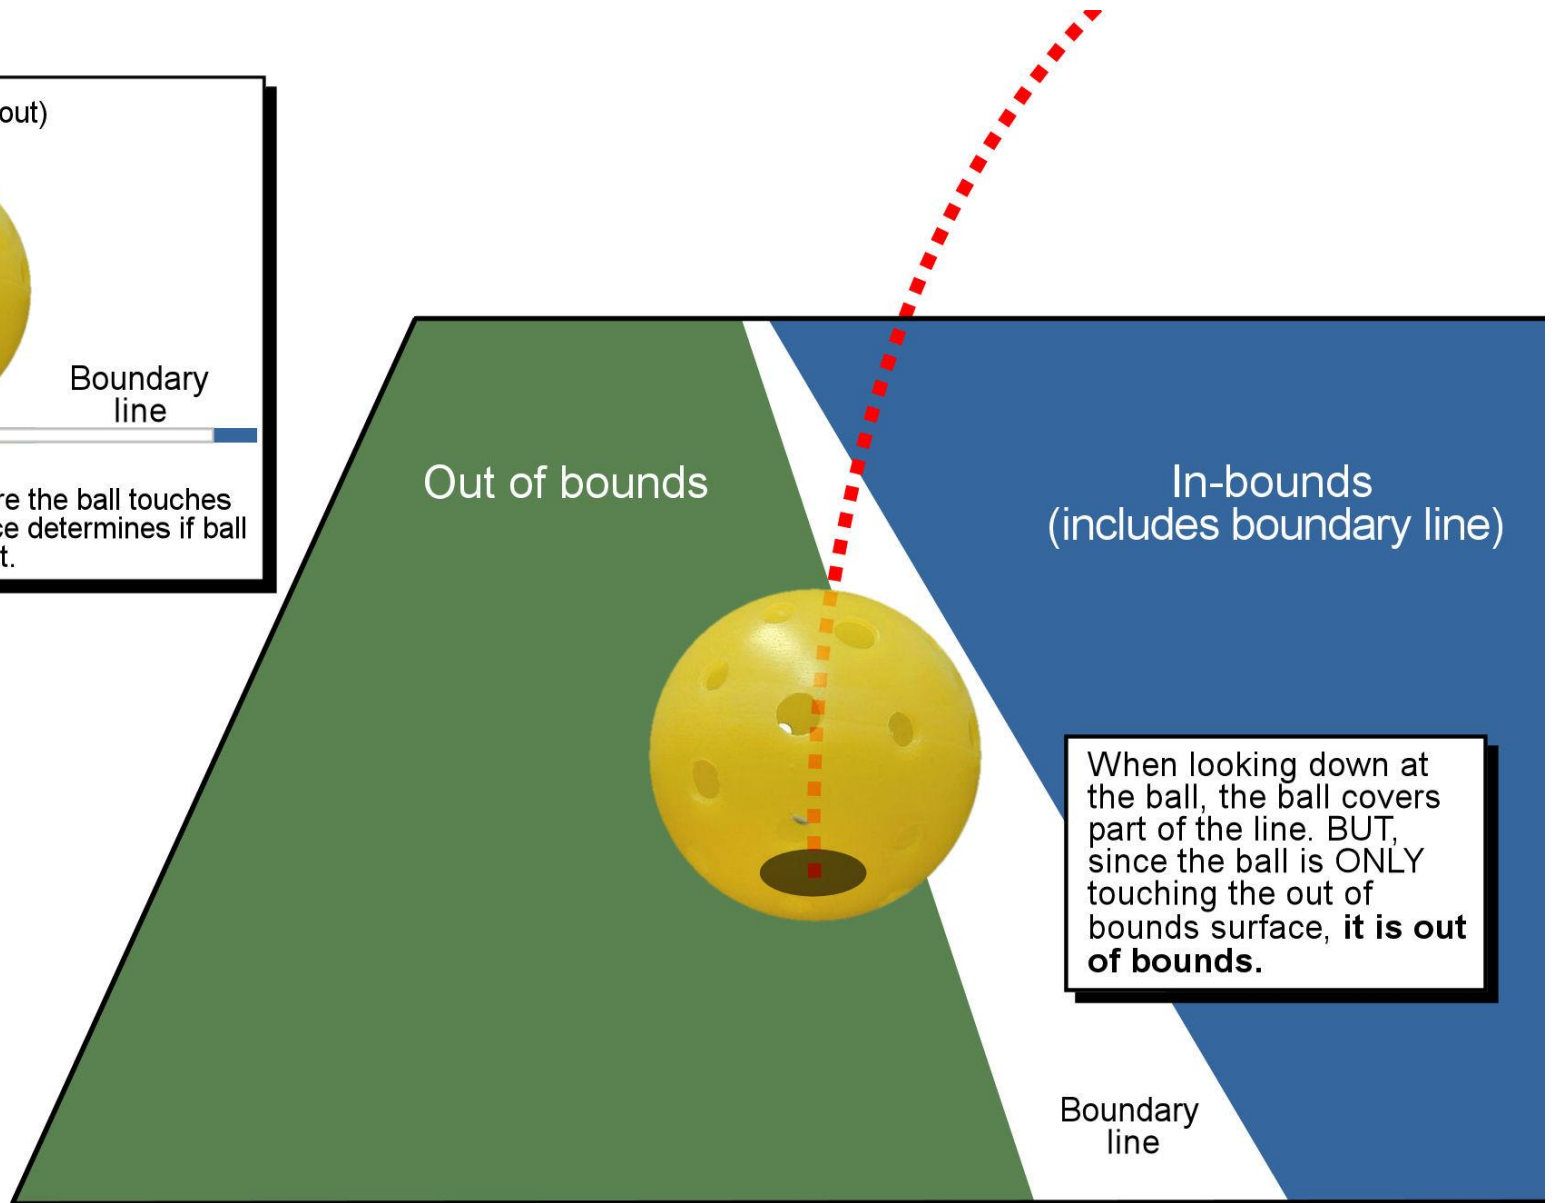 out)
Boundary
line
re the ball touches
ce determines if ball
t.
Out of bounds
In-bounds
(includes boundary line)
When looking down at
the ball, the ball covers
part of the line. BUT,
since the ball is ONLY
touching the out of
bounds surface, it is out
of bounds.
Boundary
line